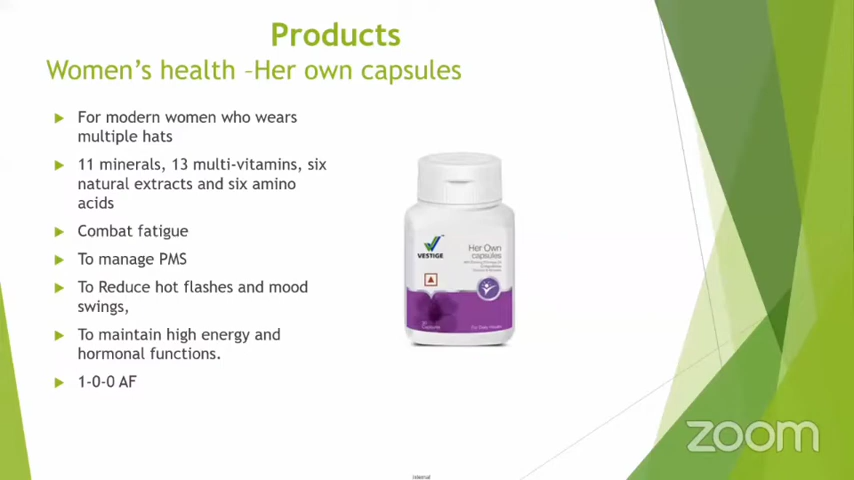 Products
Women's health -Her own capsules
For modern women who wears
multiple hats
11 minerals, 13 multi-vitamins, six
natural extracts and six amino
acids
Combat fatigue
To manage PMS
To Reduce hot flashes and mood
swings,
To maintain high energy and
hormonal functions.
1-0-0 AF
VESTIGE
Her Own
capsules
Capsules
zoom